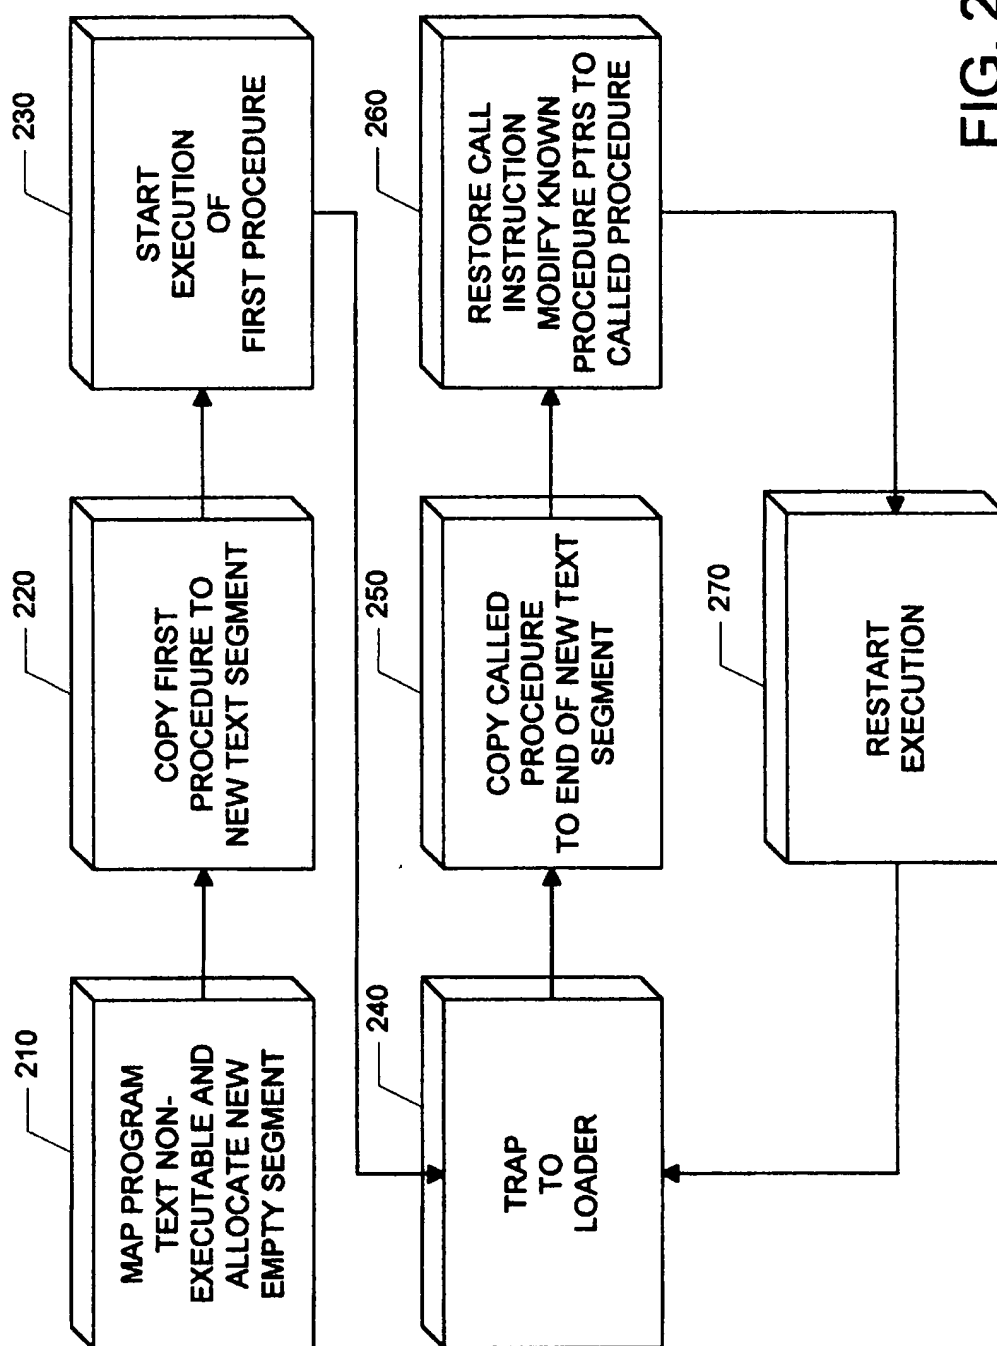 210
MAP PROGRAM
TEXT NON-
EXECUTABLE AND
ALLOCATE NEW
EMPTY SEGMENT
220
COPY FIRST
PROCEDURE TO
NEW TEXT SEGMENT
230
START
EXECUTION
OF
FIRST PROCEDURE
240
TRAP
TO
LOADER
250
COPY CALLED
PROCEDURE
TO END OF NEW TEXT
SEGMENT
260
RESTORE CALL
INSTRUCTION
MODIFY KNOWN
PROCEDURE PTRS TO
CALLED PROCEDURE
270
RESTART
EXECUTION
FIG. 2